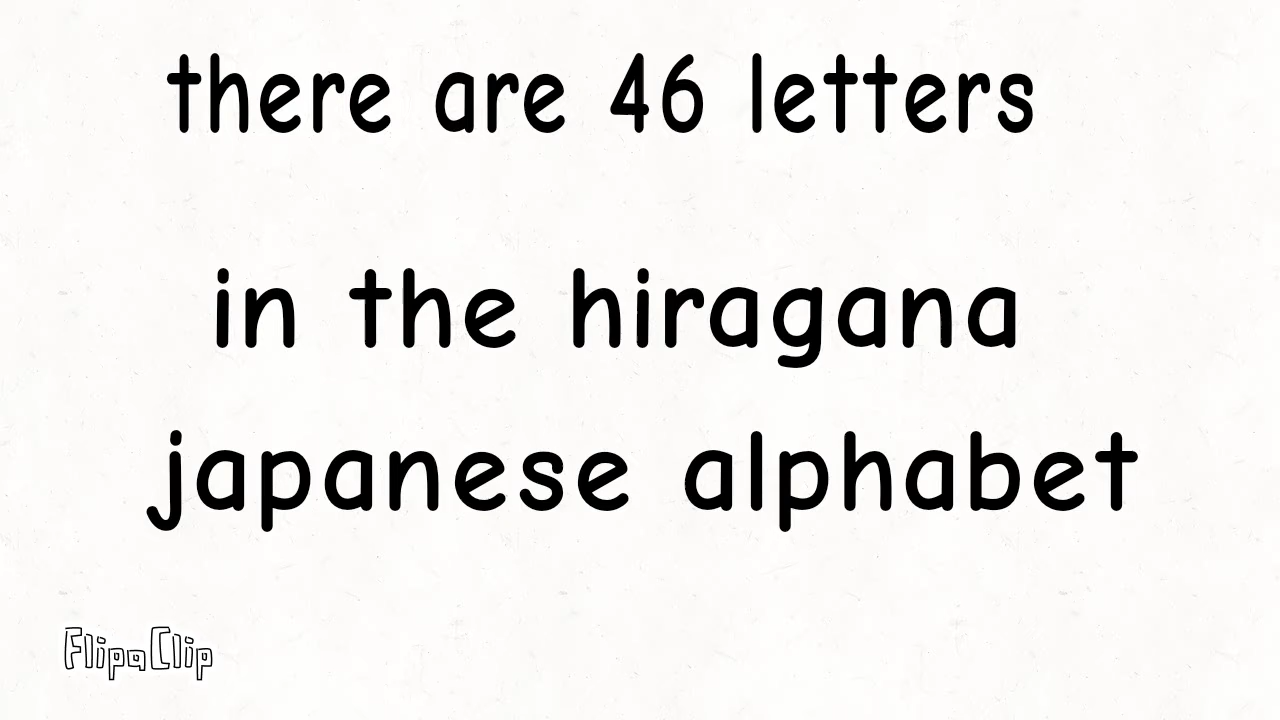 there are 46 letters
in the hiragana
japanese alphabet
FlipaClip